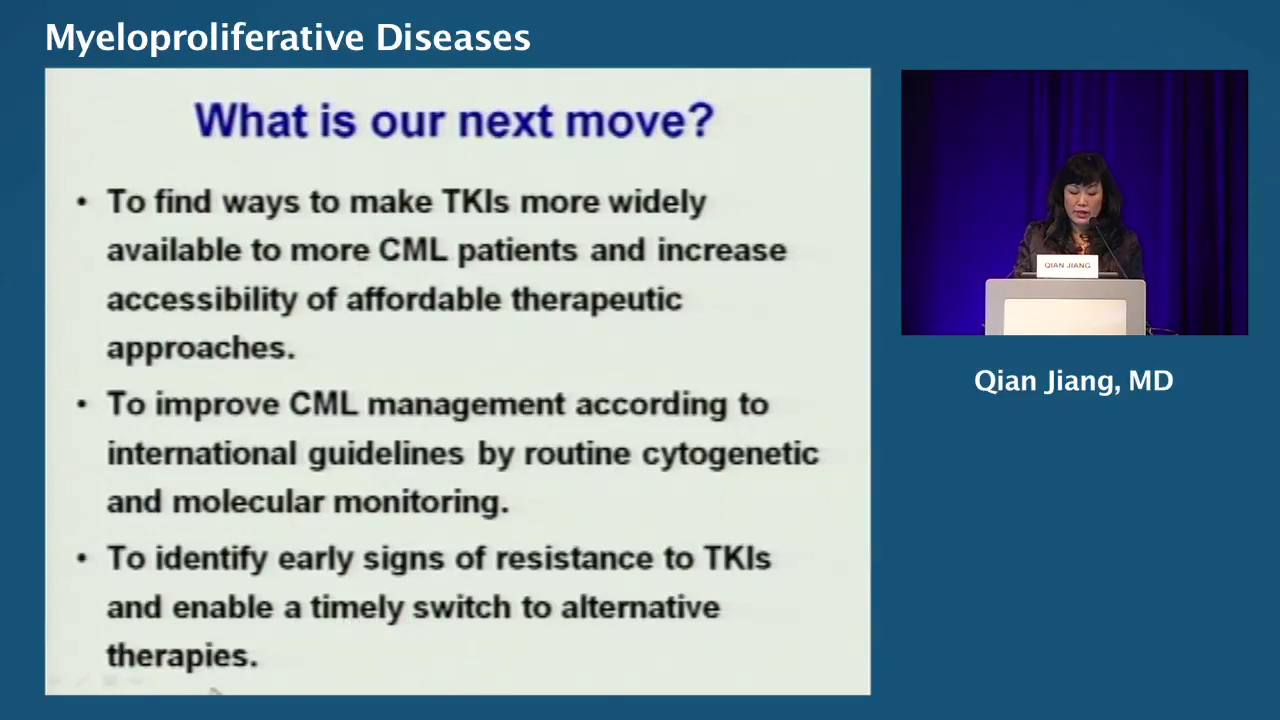 Myeloproliferative Diseases
What is our next move?
• To find ways to make TKIs more widely
available to more CML patients and increase
accessibility of affordable therapeutic
approaches.
• To improve CML management according to
international guidelines by routine cytogenetic
and molecular monitoring.
• To identify early signs of resistance to TKIs
and enable a timely switch to alternative
therapies.
QIAN JIANG
Qian Jiang, MD